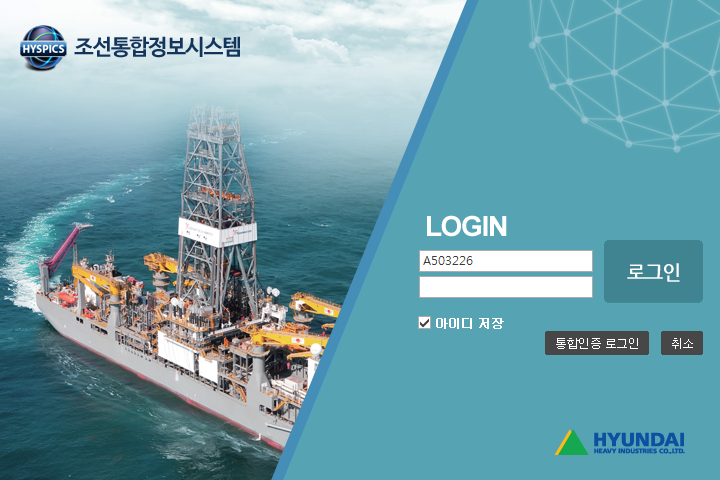 HYSPICS 조선통합정보시스템
LOGIN
A503226
로그인
아이디 저장
통합인증 로그인 취소
HYUNDAI
HEAVY INDUSTRIES CO.,LTD.